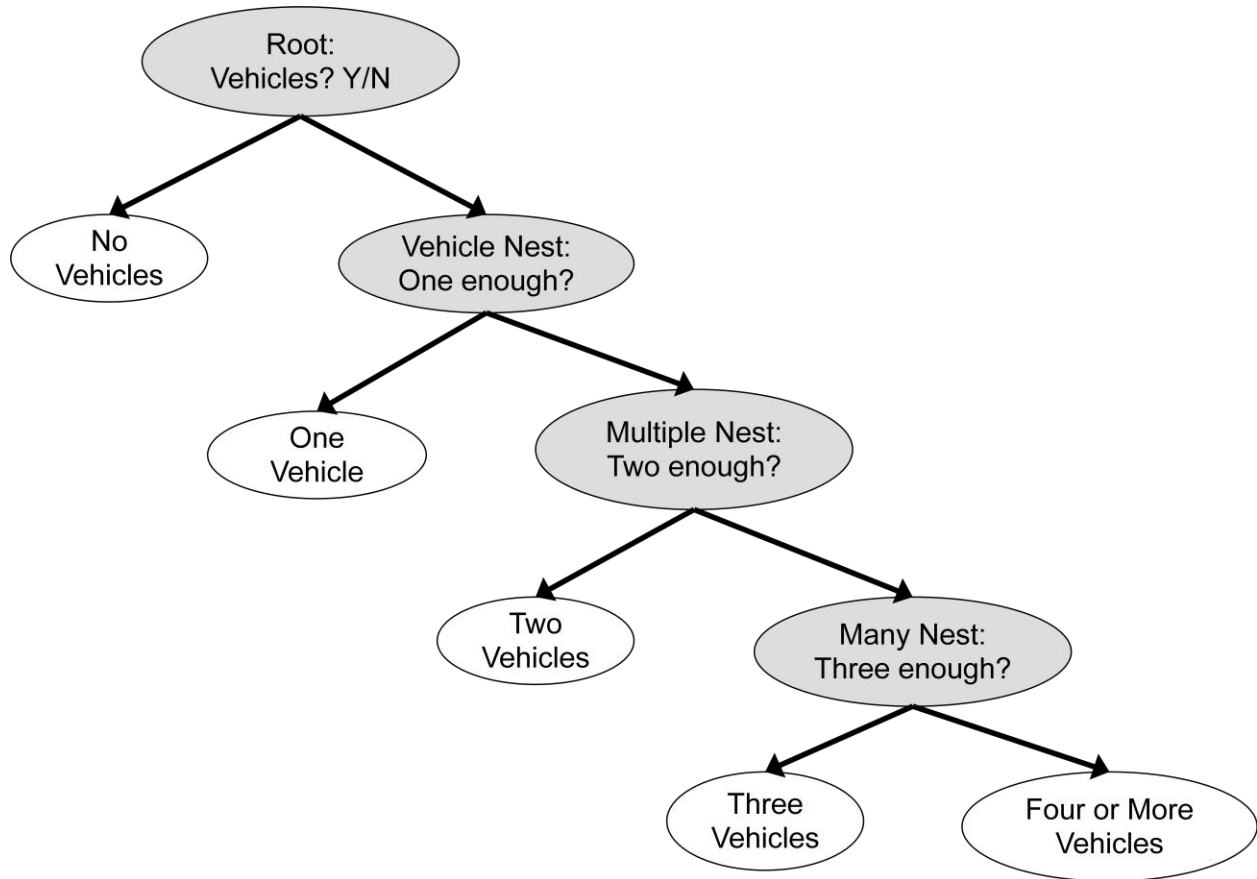 Root:
Vehicles? Y/N
No
Vehicles
Vehicle Nest:
One enough?
One
Vehicle
Multiple Nest:
Two enough?
Two
Vehicles
Many Nest:
Three enough?
Three
Vehicles
Four or More
Vehicles